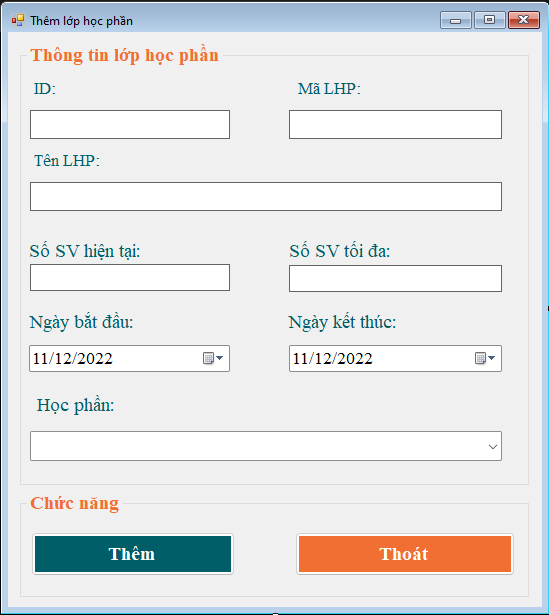 Thêm lớp học phần
Thông tin lớp học phần
ID: Mã LHP:
Tên LHP:
Số SV hiện tại: Số SV tối đa:
Ngày bắt đầu: Ngày kết thúc:
11/12/2022 11/12/2022
Học phần:
Chức năng
Thêm Thoát